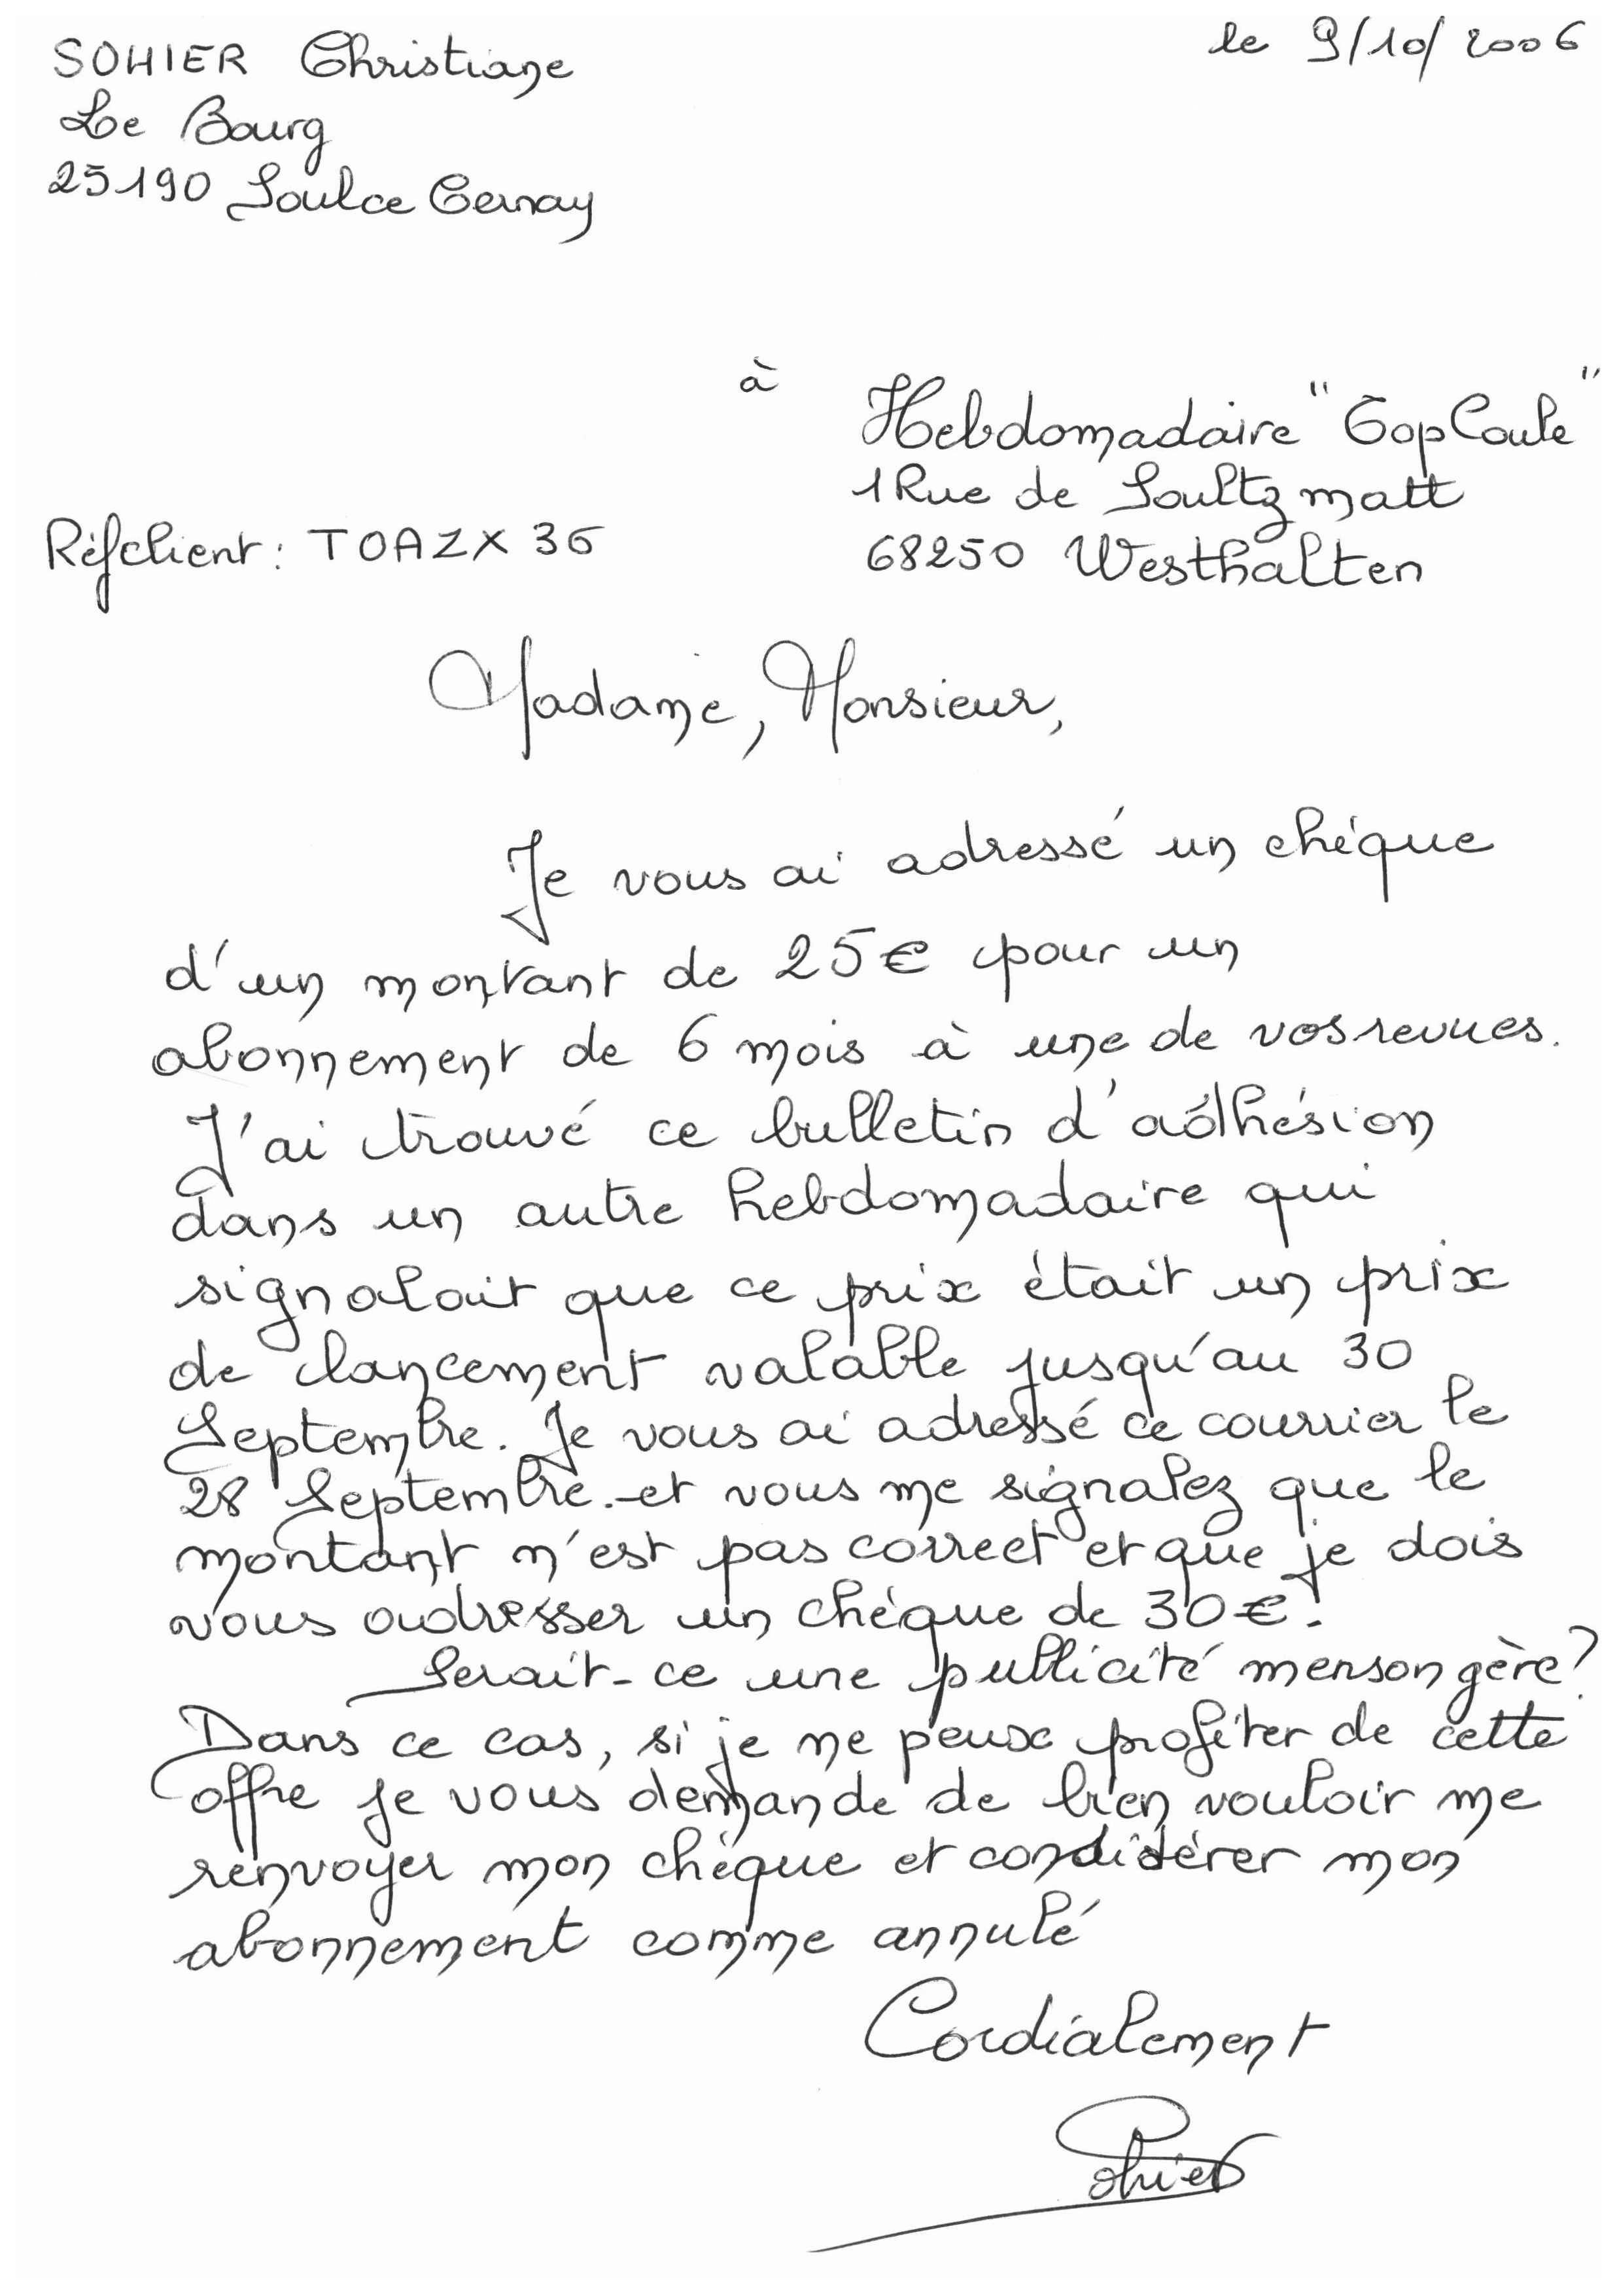 SOHIER Christiane
le 9/10/2006
Le Bourg
25190 Soulce Cernay
à
Hebdomadaire "Top Coule"
1 Rue de Soultzmatt
Réf client : TOAZX 36
68250 Westhalten
Madame, Monsieur,
Je vous ai adressé un chéque
d'un montant de 25€ pour un
abonnement de 6 mois à une de vos revues.
J'ai trouvé ce bulletin d'adhésion
dans un autre hebdomadaire qui
signalait que ce prix était un prix
de lancement valable jusqu'au 30
Septembre. Je vous ai adressé ce courrier le
28 Septembre. et vous me signalez que le
montant n'est pas correct et que je dois
vous adresser un chéque de 30€!
Serait-ce une publicité mensongère?
Dans ce cas, si je ne peux profiter de cette
offre je vous demande de bien vouloir me
renvoyer mon chéque et considérer mon
abonnement comme annulé
Cordialement
Sohier